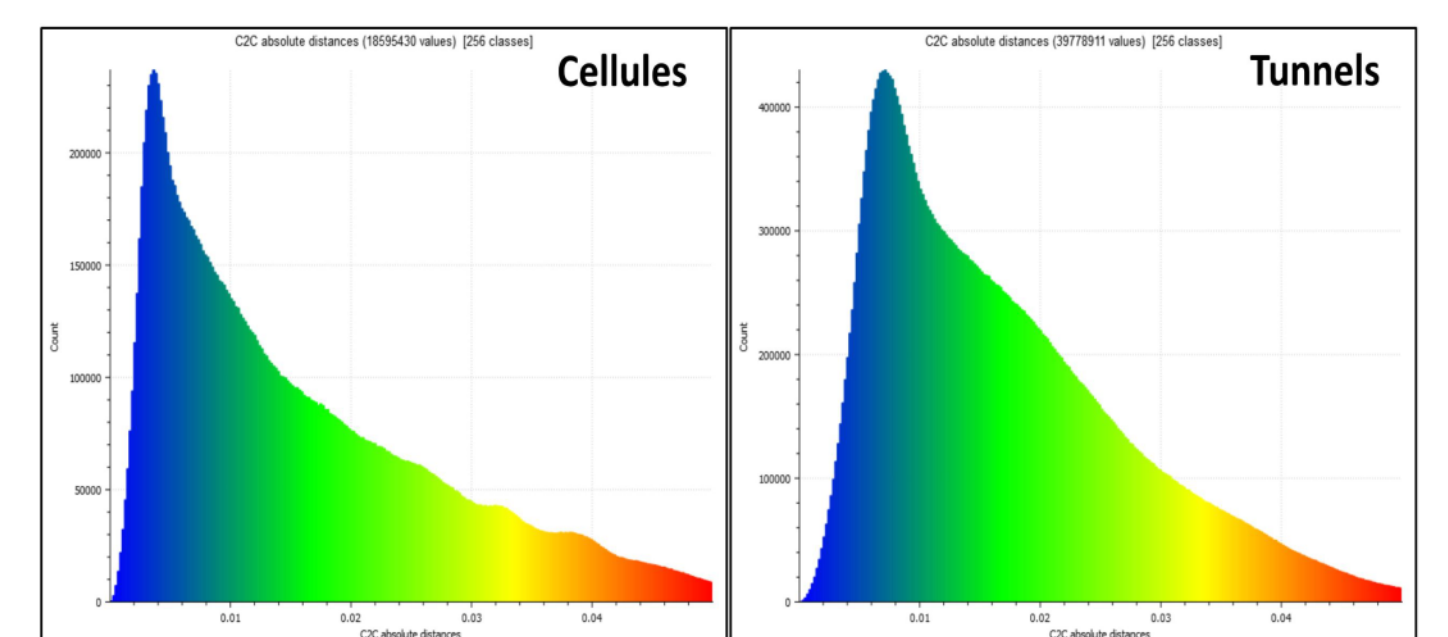 C2C absolute distances (18595430 values) [256 classes]
Cellules
200000
150000
100000
50000
0
Count
0.01
0.02
0.03
0.04
C2C absolute distances
C2C absolute distances (39778911 values) [256 classes]
Tunnels
400000
300000
200000
100000
0
Count
0.01
0.02
0.03
0.04
C2C absolute distances